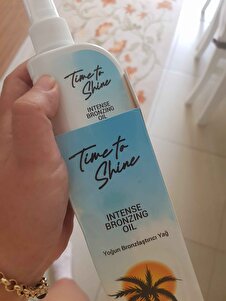 Time to
Shine
INTENSE
BRONZING
OIL
Time to
Shine
INTENSE
BRONZING
OIL
Yoğun Bronzlaştırıcı Yağ